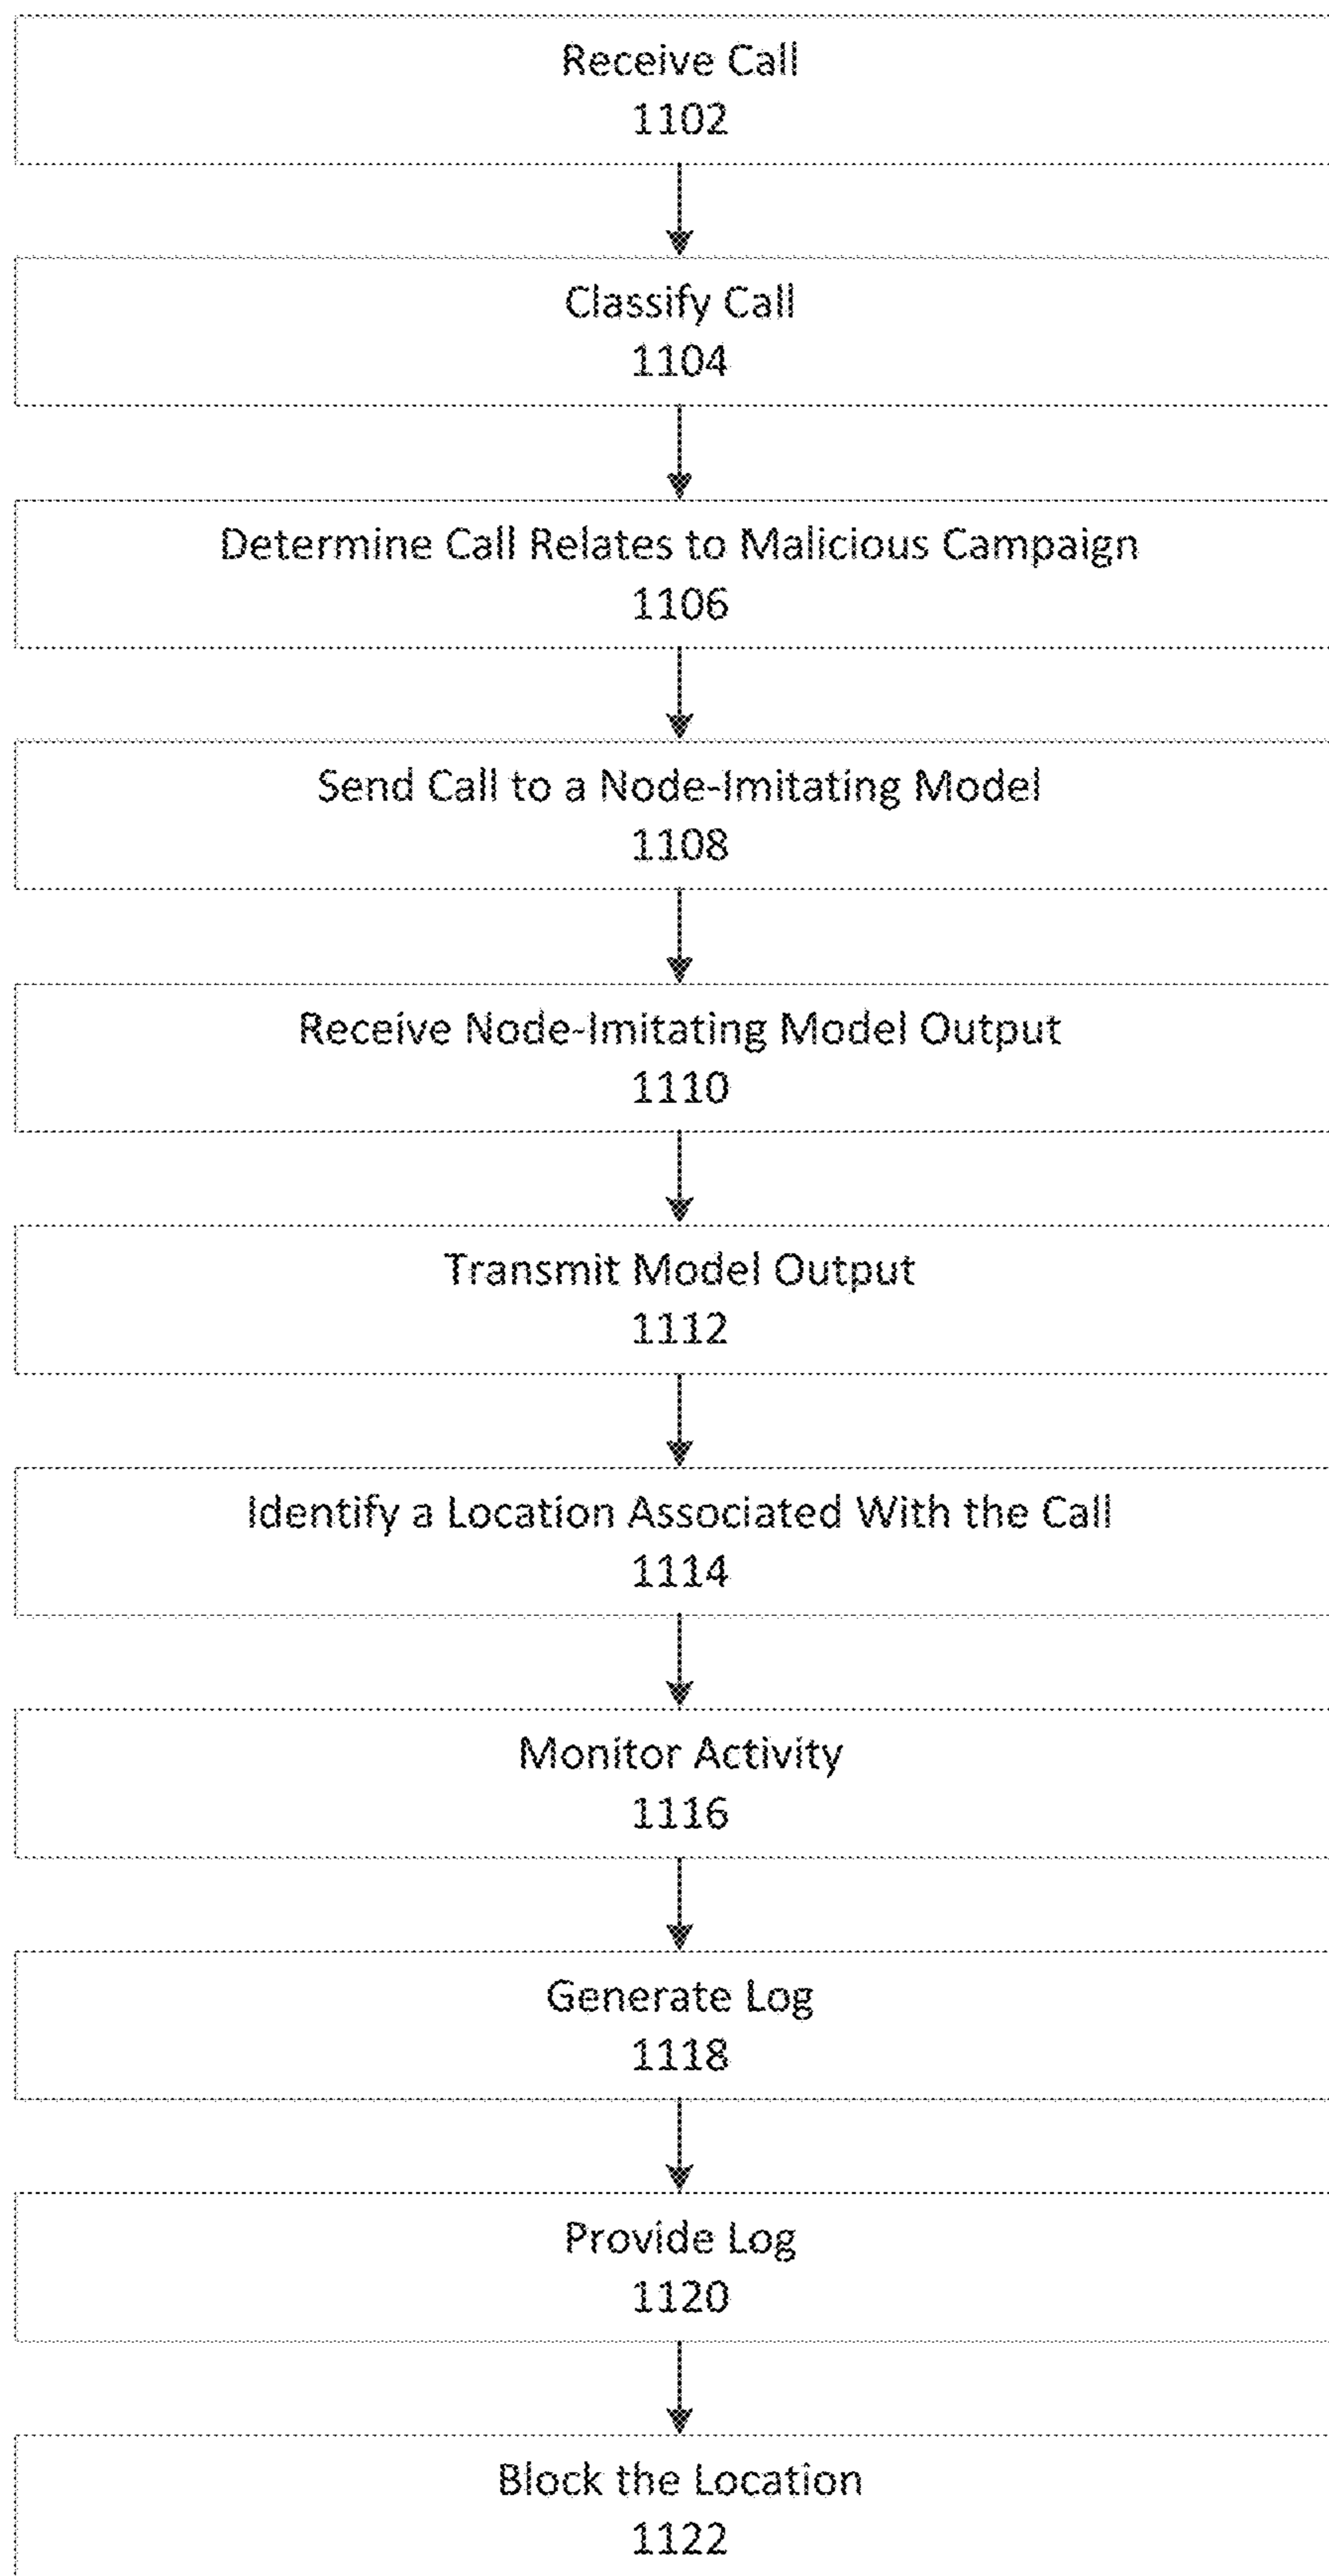 Receive Call
1102
Classify Call
1104
Determine Call Relates to Malicious Campaign
1106
Send Call to a Node-Imitating Model
1108
Receive Node-Imitating Model Output
1110
Transmit Model Output
1112
Identify a Location Associated With the Call
1114
Monitor Activity
1116
Generate Log
1118
Provide Log
1120
Block the Location
1122